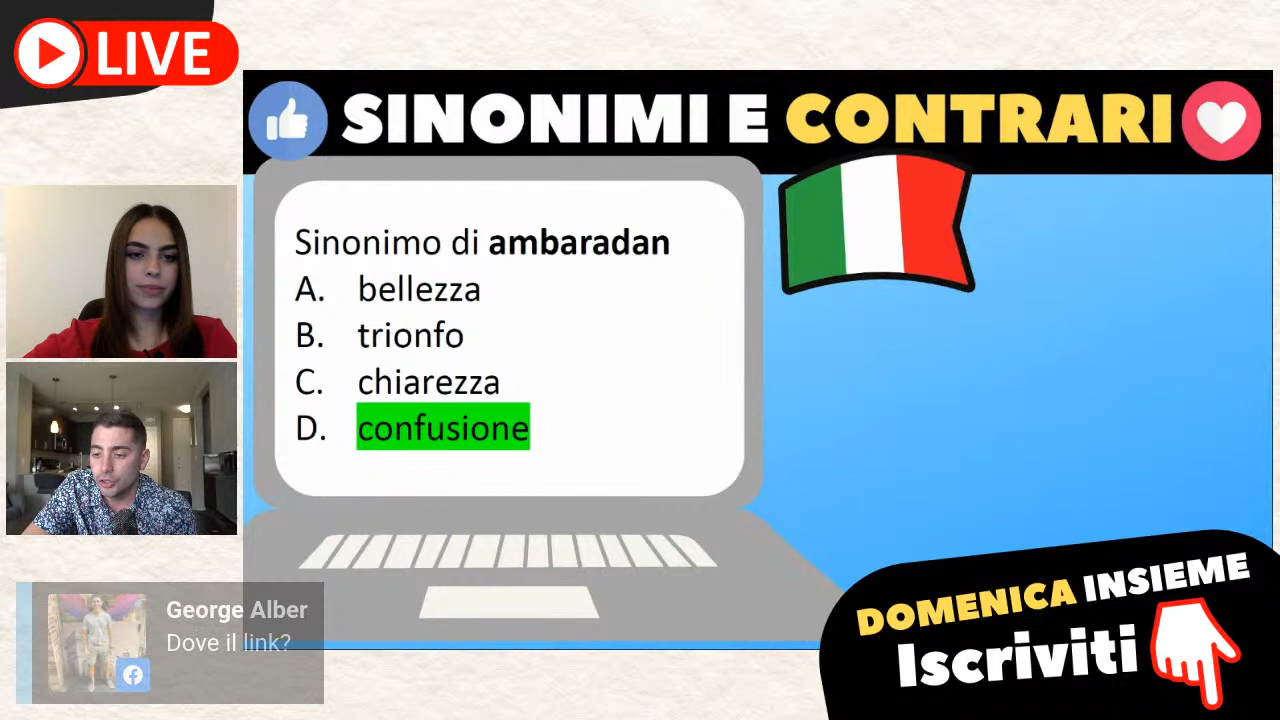 LIVE
SINONIMI E CONTRARI
Sinonimo di ambaradan
A. bellezza
B. trionfo
C. chiarezza
D. confusione
George Alber
Dove il link?
DOMENICA INSIEME
Iscriviti